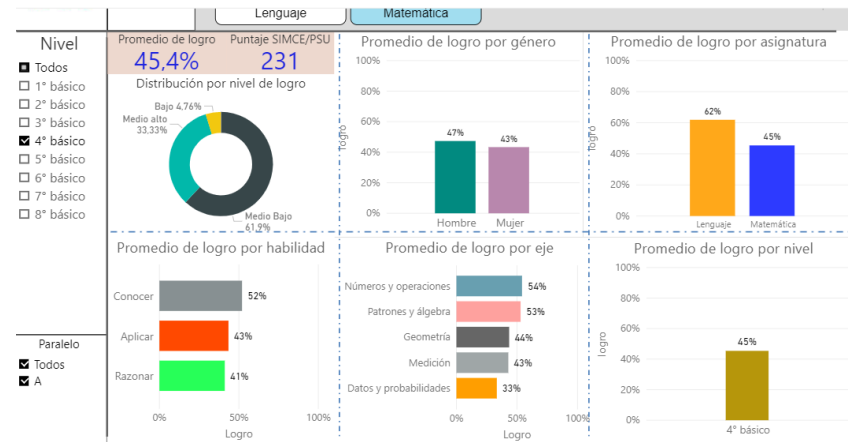 Lenguaje
Matemática
Nivel
Todos
1° básico
2° básico
3° básico
4° básico
5° básico
6° básico
7° básico
8° básico
Paralelo
Todos
A
Promedio de logro
Puntaje SIMCE/PSU
45,4%
231
Distribución por nivel de logro
Bajo 4,76%
Medio alto
33,33%
Medio Bajo
61,9%
Promedio de logro por género
100%
80%
60%
40%
20%
0%
logro
47%
43%
Hombre
Mujer
Promedio de logro por asignatura
100%
80%
60%
40%
20%
0%
logro
62%
45%
Lenguaje
Matemática
Promedio de logro por habilidad
Conocer
52%
Aplicar
43%
Razonar
41%
0%
50%
100%
Logro
Promedio de logro por eje
Números y operaciones
54%
Patrones y álgebra
53%
Geometría
44%
Medición
43%
Datos y probabilidades
33%
0%
50%
100%
Logro
Promedio de logro por nivel
100%
80%
60%
40%
20%
0%
logro
45%
4° básico